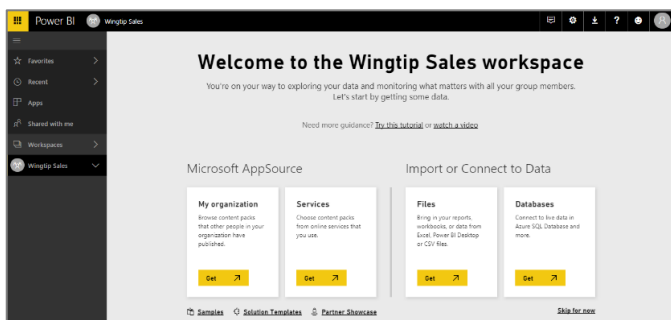 Power BI Wingtip Sales ?
Favorites
Recent
Apps
Shared with me
Workspaces
Wingtip Sales
Welcome to the Wingtip Sales workspace
You're on your way to exploring your data and monitoring what matters with all your group members.
Let's start by getting some data.
Need more guidance? Try this tutorial or watch a video
Microsoft AppSource
Import or Connect to Data
My organization
Browse content packs
that other people in your
organization have
published.
Get
Services
Choose content packs
from online services that
you use.
Get
Files
Bring in your reports,
workbooks, or data from
Excel, Power BI Desktop
or CSV files.
Get
Databases
Connect to live data in
Azure SQL Database and
more.
Get
Samples Solution Templates Partner Showcase
Skip for now